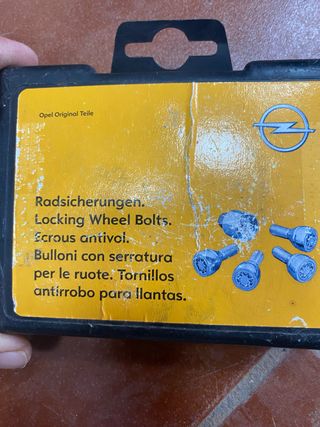 Opel Original Teile
Radsicherungen.
Locking Wheel Bolts.
Ecrous antivol.
Bulloni con serratura
per le ruote. Tornillos
antirrobo para llantas.